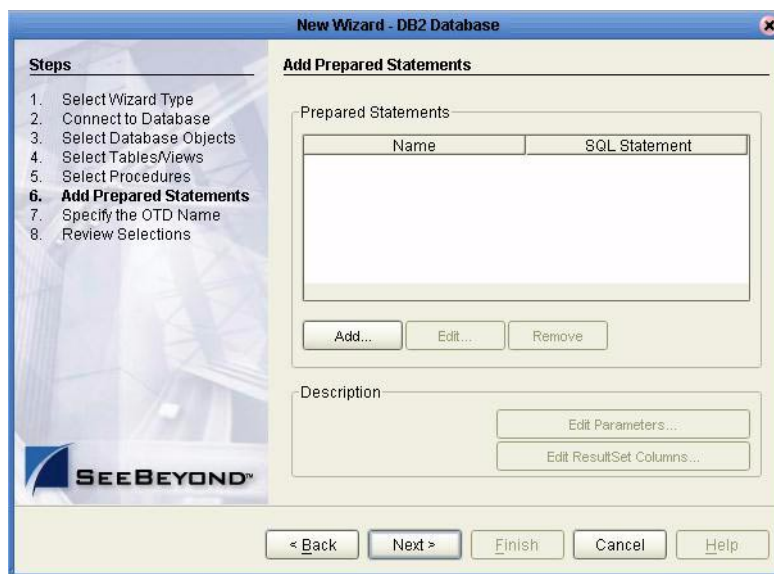 New Wizard - DB2 Database
Steps
1. Select Wizard Type
2. Connect to Database
3. Select Database Objects
4. Select Tables/Views
5. Select Procedures
6. Add Prepared Statements
7. Specify the OTD Name
8. Review Selections
SEEBEYOND™
Add Prepared Statements
Prepared Statements
Name SQL Statement
Add... Edit... Remove
Description
Edit Parameters...
Edit ResultSet Columns...
< Back Next > Finish Cancel Help